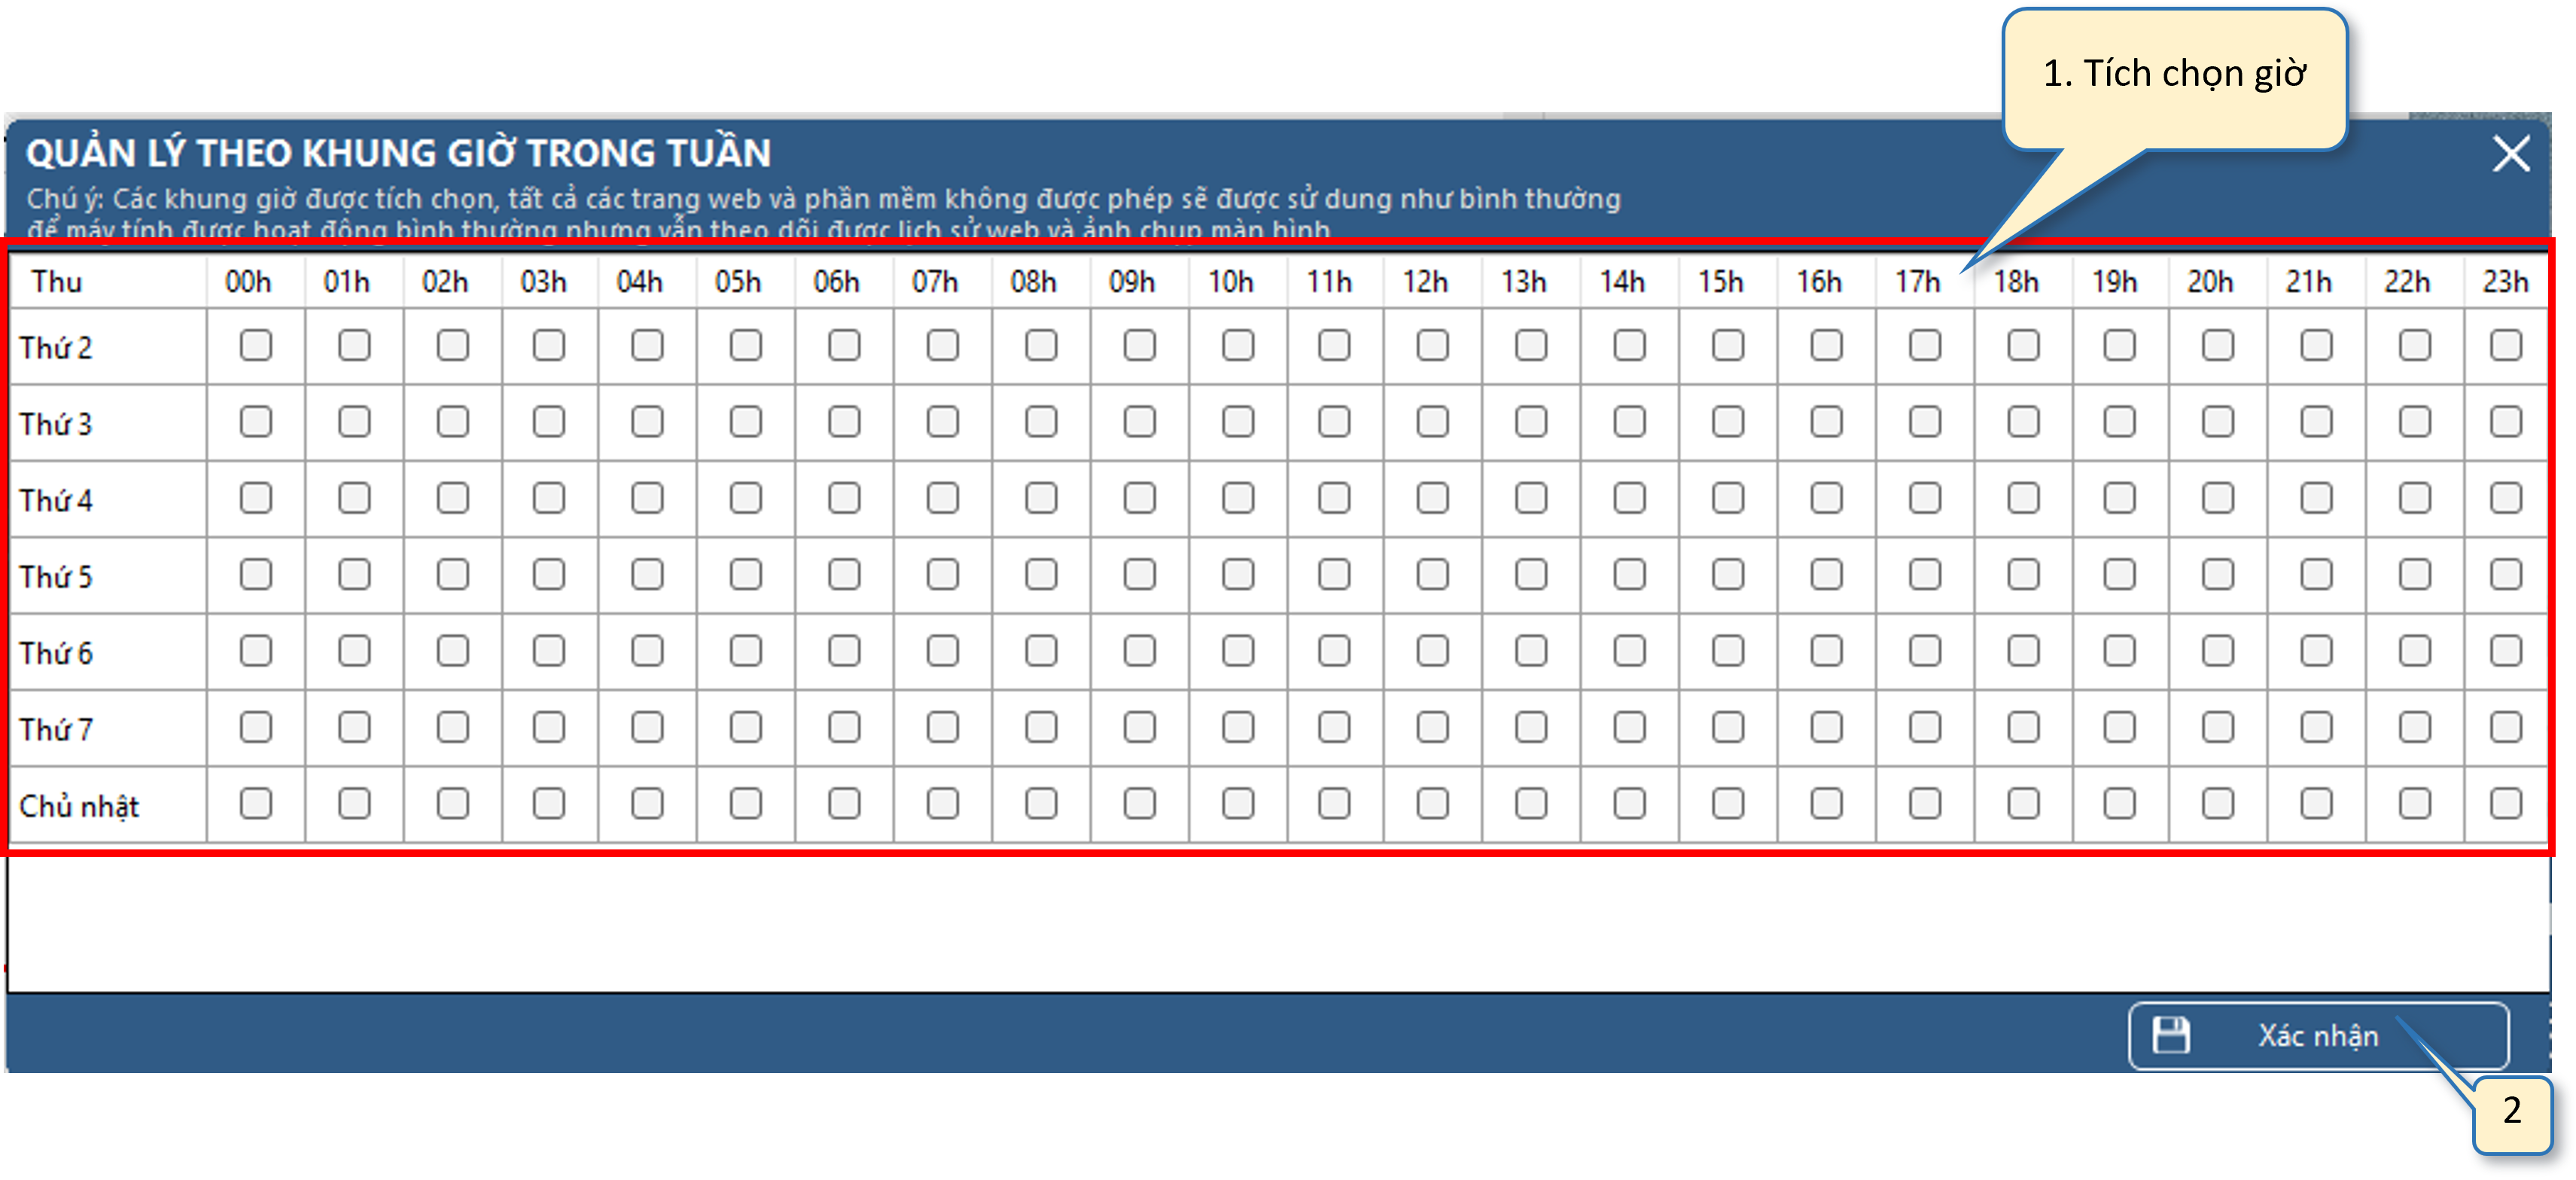 1. Tích chọn giờ
QUẢN LÝ THEO KHUNG GIỜ TRONG TUẦN
Chú ý: Các khung giờ được tích chọn, tất cả các trang web và phần mềm không được phép sẽ được sử dung như bình thường
để máy tính được hoạt động bình thường nhưng vẫn theo dõi được lịch sử web và ảnh chụp màn hình
Thu 00h 01h 02h 03h 04h 05h 06h 07h 08h 09h 10h 11h 12h 13h 14h 15h 16h 17h 18h 19h 20h 21h 22h 23h
Thứ 2
Thứ 3
Thứ 4
Thứ 5
Thứ 6
Thứ 7
Chủ nhật
Xác nhận
2